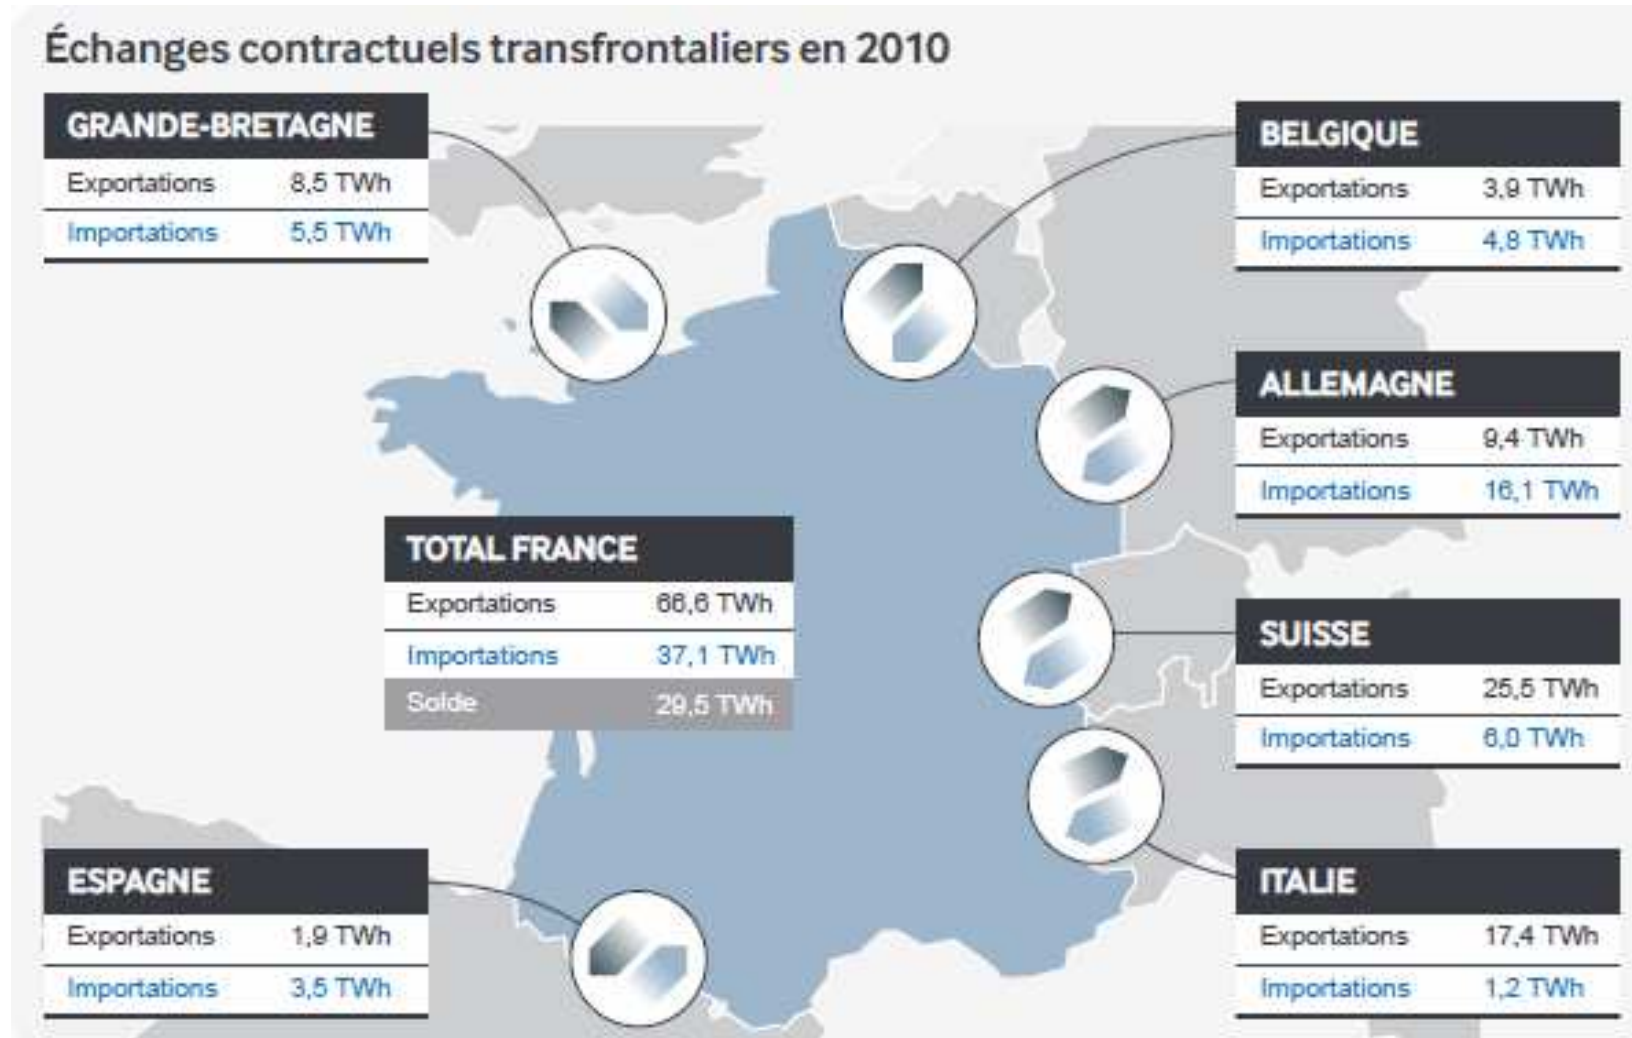 Échanges contractuels transfrontaliers en 2010
GRANDE-BRETAGNE
Exportations 8,5 TWh
Importations 5,5 TWh
BELGIQUE
Exportations 3,9 TWh
Importations 4,8 TWh
ALLEMAGNE
Exportations 9,4 TWh
Importations 16,1 TWh
TOTAL FRANCE
Exportations 66,6 TWh
Importations 37,1 TWh
Solde 29,5 TWh
SUISSE
Exportations 25,5 TWh
Importations 6,0 TWh
ESPAGNE
Exportations 1,9 TWh
Importations 3,5 TWh
ITALIE
Exportations 17,4 TWh
Importations 1,2 TWh